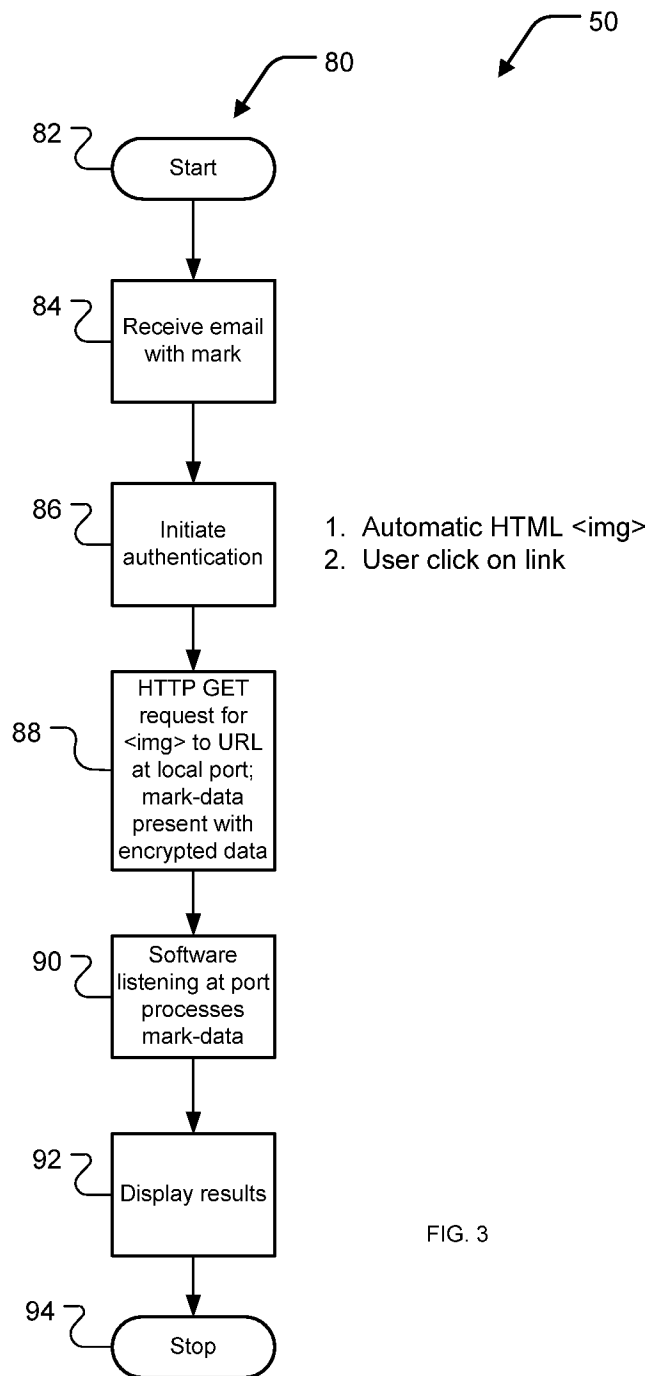 50
80
82
Start
84
Receive email
with mark
86
Initiate
authentication
1. Automatic HTML <img>
2. User click on link
88
HTTP GET
request for
<img> to URL
at local port;
mark-data
present with
encrypted data
90
Software
listening at port
processes
mark-data
92
Display results
FIG. 3
94
Stop